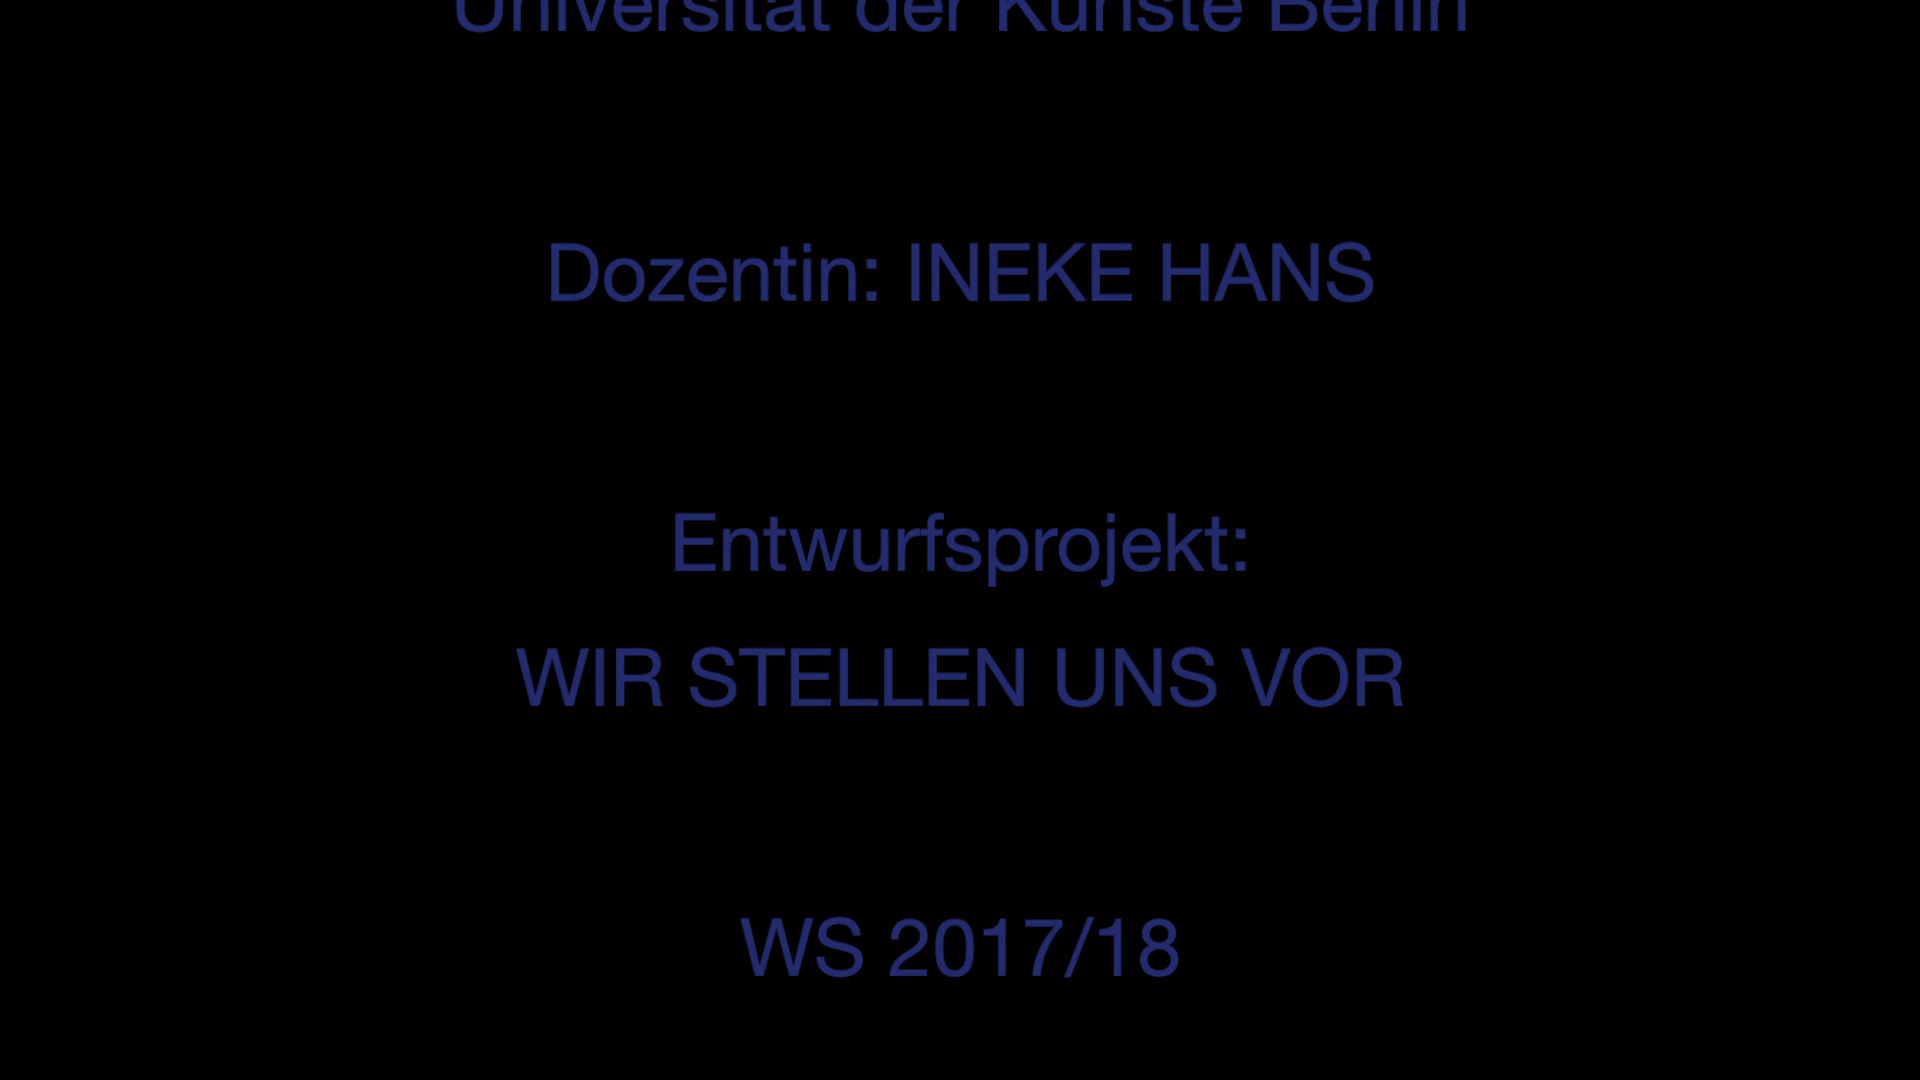 Universität der Künste Berlin
Dozentin: INEKE HANS
Entwurfsprojekt:
WIR STELLEN UNS VOR
WS 2017/18